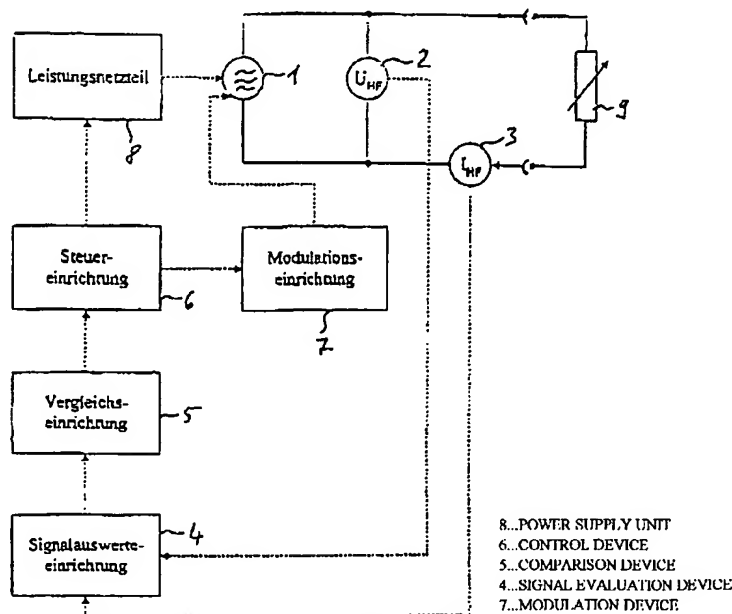 Leistungsnetzteil
8
1
U_HF
2
3
I_HF
9
Steuer-
einrichtung
6
Modulations-
einrichtung
7
Vergleichs-
einrichtung
5
Signalauswerte-
einrichtung
4
8...POWER SUPPLY UNIT
6...CONTROL DEVICE
5...COMPARISON DEVICE
4...SIGNAL EVALUATION DEVICE
7...MODULATION DEVICE